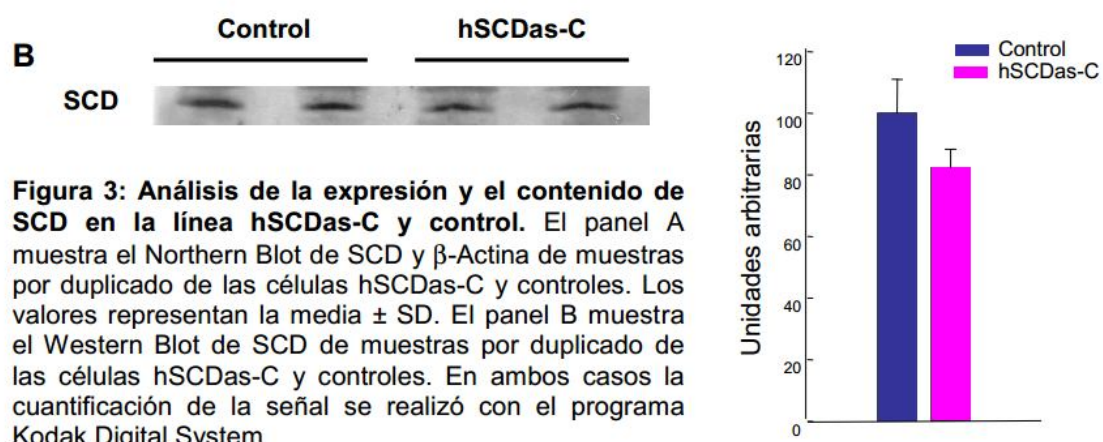 Control hSCDas-C
B
SCD
Figura 3: Análisis de la expresión y el contenido de
SCD en la línea hSCDas-C y control. El panel A
muestra el Northern Blot de SCD y β-Actina de muestras
por duplicado de las células hSCDas-C y controles. Los
valores representan la media ± SD. El panel B muestra
el Western Blot de SCD de muestras por duplicado de
las células hSCDas-C y controles. En ambos casos la
cuantificación de la señal se realizó con el programa
Kodak Digital System
Control
hSCDas-C
Unidades arbitrarias
120
100
80
60
40
20
0